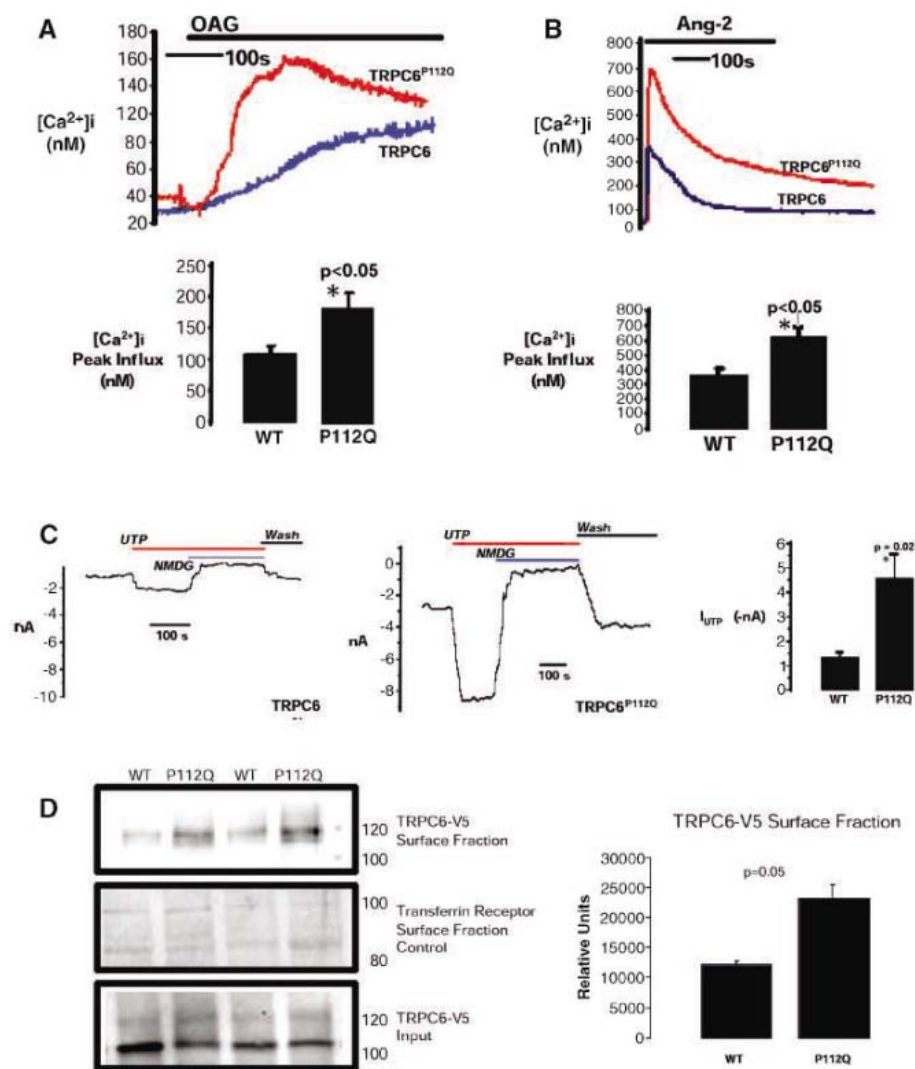 A
OAG
180
160
140
120
100
80
60
40
20
100s
[Ca²⁺]i
(nM)
TRPC6ᴾ¹¹²Q
TRPC6
250
200
150
100
50
0
p<0.05
*
[Ca²⁺]i
Peak Influx
(nM)
WT
P112Q
B
Ang-2
800
700
600
500
400
300
200
100
0
100s
[Ca²⁺]i
(nM)
TRPC6ᴾ¹¹²Q
TRPC6
800
700
600
500
400
300
200
100
0
p<0.05
*
[Ca²⁺]i
Peak Influx
(nM)
WT
P112Q
C
UTP
Wash
NMDG
-2
-4
-6
-8
-10
nA
100 s
TRPC6
UTP
Wash
NMDG
0
-2
-4
-6
-8
nA
100 s
TRPC6ᴾ¹¹²Q
6
5
4
3
2
1
0
p = 0.02
*
I_UTP (-nA)
WT
P112Q
D
WT P112Q WT P112Q
120
100
TRPC6-V5
Surface Fraction
100
80
Transferrin Receptor
Surface Fraction
Control
120
100
TRPC6-V5
Input
TRPC6-V5 Surface Fraction
30000
25000
20000
15000
10000
5000
0
p=0.05
Relative Units
WT
P112Q